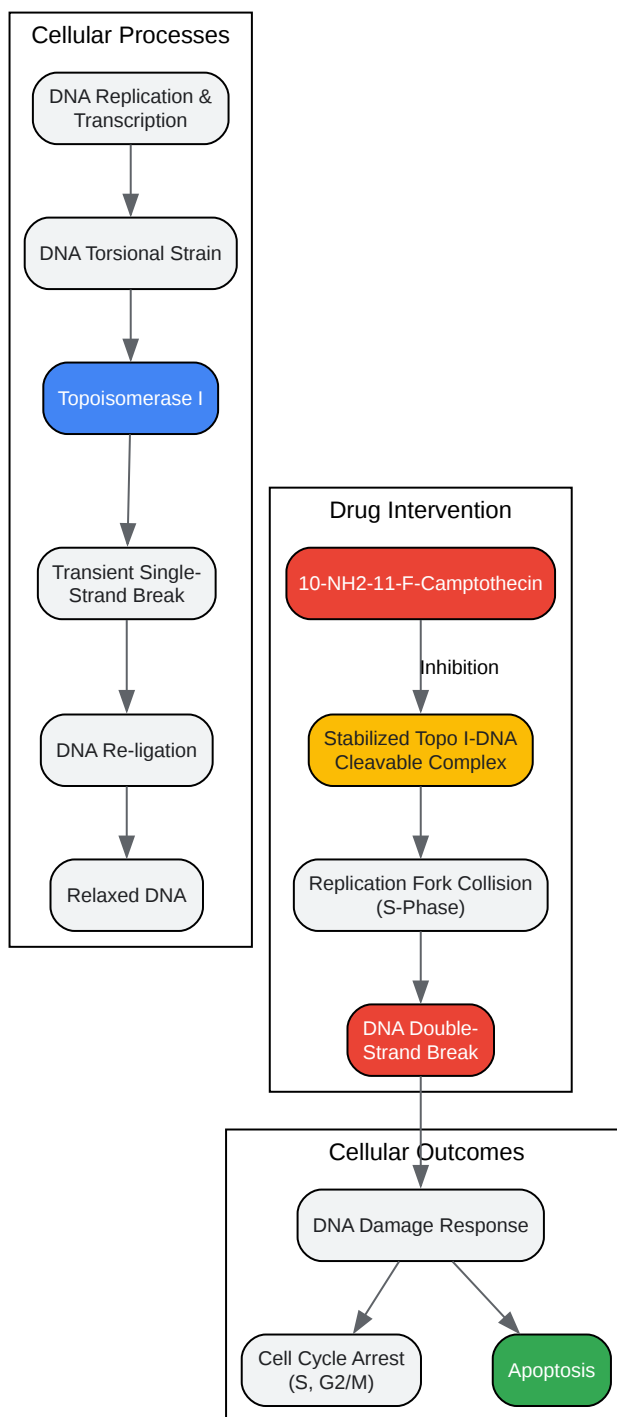 Cellular Processes
DNA Replication &
Transcription
DNA Torsional Strain
Topoisomerase I
Transient Single-
Strand Break
DNA Re-ligation
Relaxed DNA
Drug Intervention
10-NH2-11-F-Camptothecin
Inhibition
Stabilized Topo I-DNA
Cleavable Complex
Replication Fork Collision
(S-Phase)
DNA Double-
Strand Break
Cellular Outcomes
DNA Damage Response
Cell Cycle Arrest
(S, G2/M)
Apoptosis